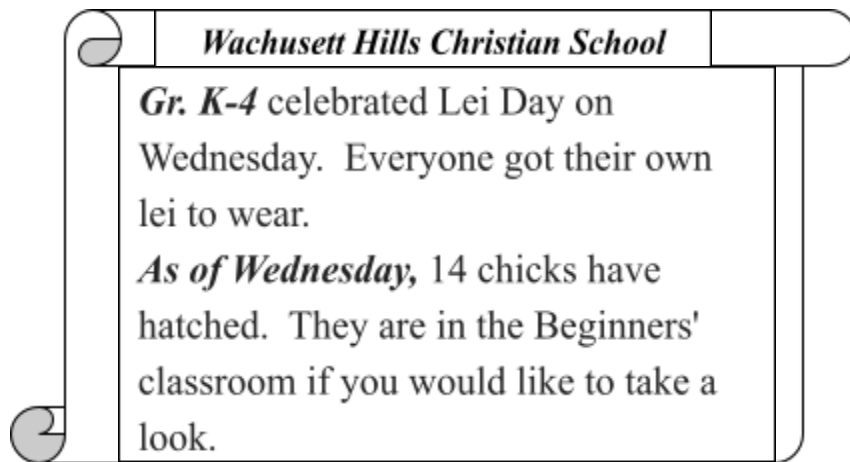 Wachusett Hills Christian School
Gr. K-4 celebrated Lei Day on
Wednesday.  Everyone got their own
lei to wear.
As of Wednesday, 14 chicks have
hatched.  They are in the Beginners'
classroom if you would like to take a
look.